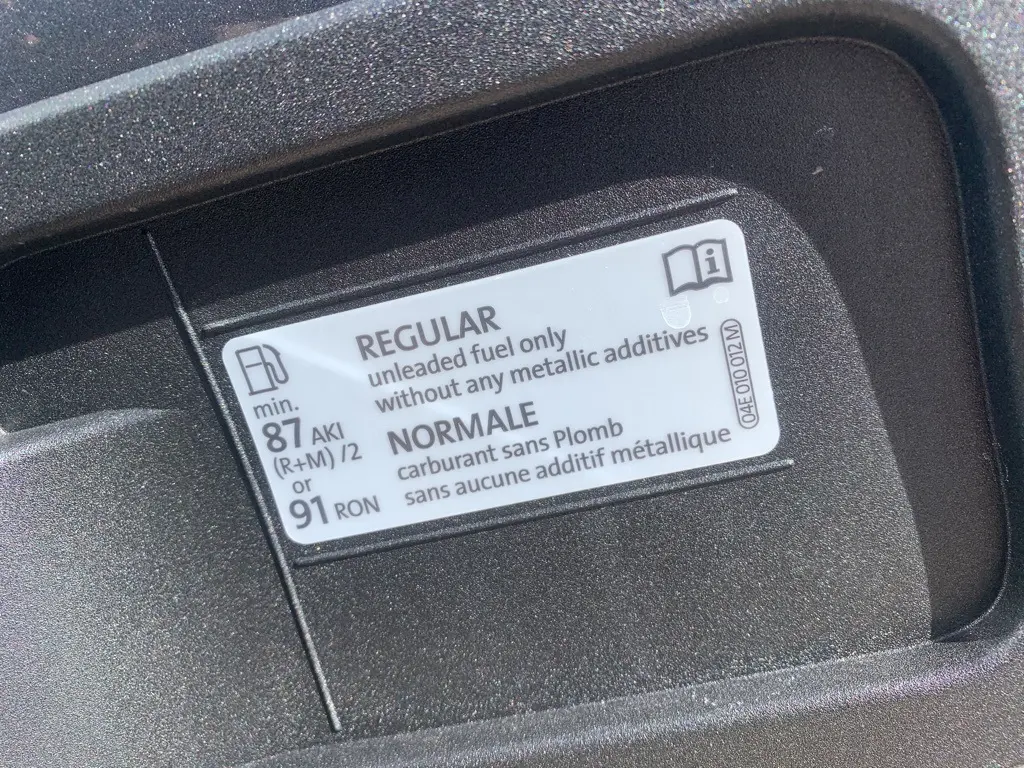 REGULAR
unleaded fuel only
without any metallic additives
NORMALE
carburant sans Plomb
sans aucune additif métallique
min.
87 AKI
(R+M) /2
or
91 RON
04E 010 012 M
i